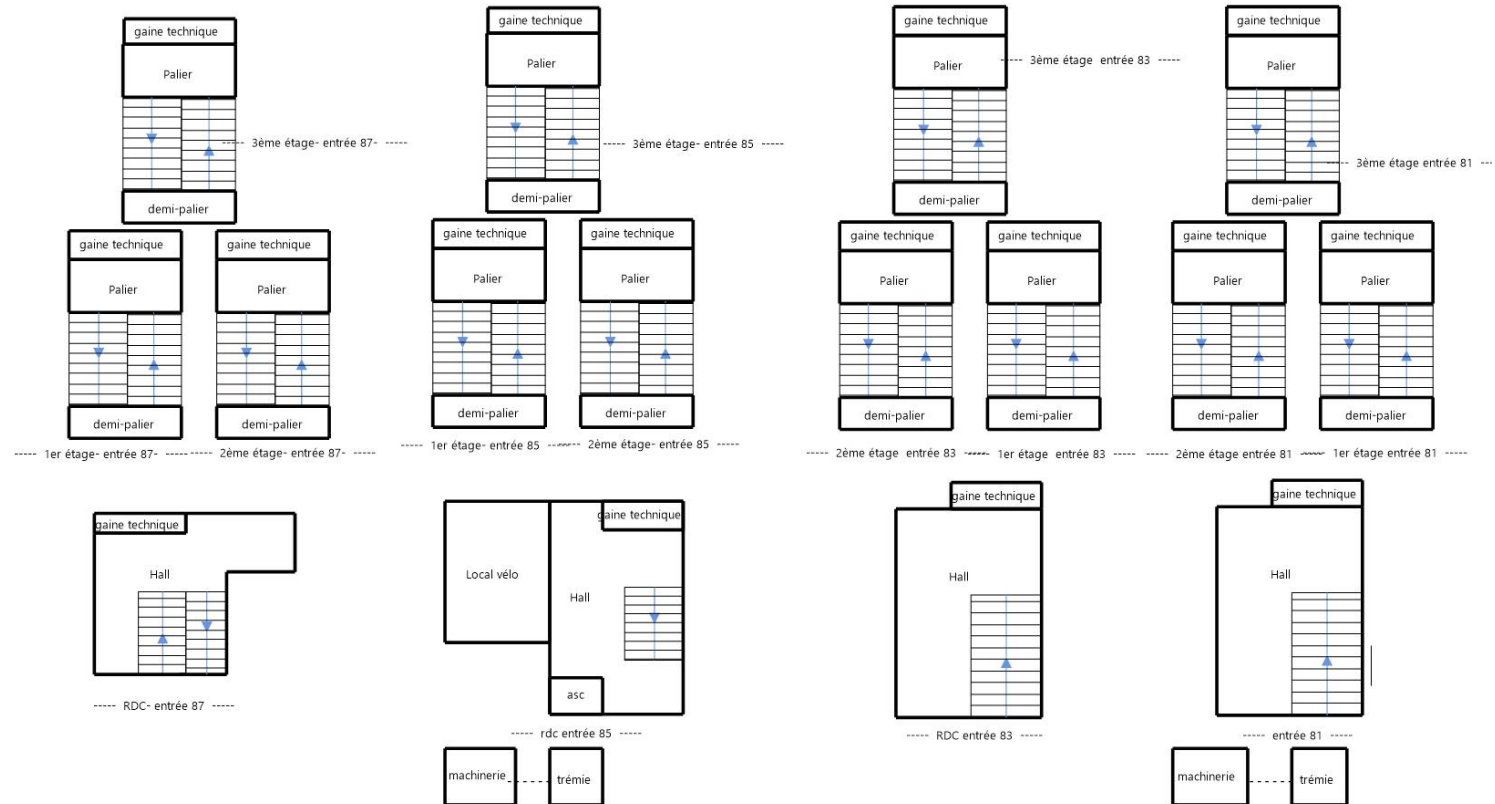 gaine technique
Palier
3ème étage- entrée 87-
demi-palier
gaine technique
Palier
3ème étage- entrée 85
demi-palier
gaine technique
Palier
3ème étage entrée 83
demi-palier
gaine technique
Palier
3ème étage entrée 81
demi-palier
gaine technique
Palier
demi-palier
1er étage- entrée 87-
gaine technique
Palier
demi-palier
2ème étage- entrée 87-
gaine technique
Palier
demi-palier
1er étage- entrée 85
gaine technique
Palier
demi-palier
2ème étage- entrée 85
gaine technique
Palier
demi-palier
2ème étage entrée 83
gaine technique
Palier
demi-palier
1er étage entrée 83
gaine technique
Palier
demi-palier
2ème étage entrée 81
gaine technique
Palier
demi-palier
1er étage entrée 81
gaine technique
Hall
RDC- entrée 87
gaine technique
Local vélo
Hall
asc
rdc entrée 85
machinerie
trémie
gaine technique
Hall
RDC entrée 83
gaine technique
Hall
entrée 81
machinerie
trémie